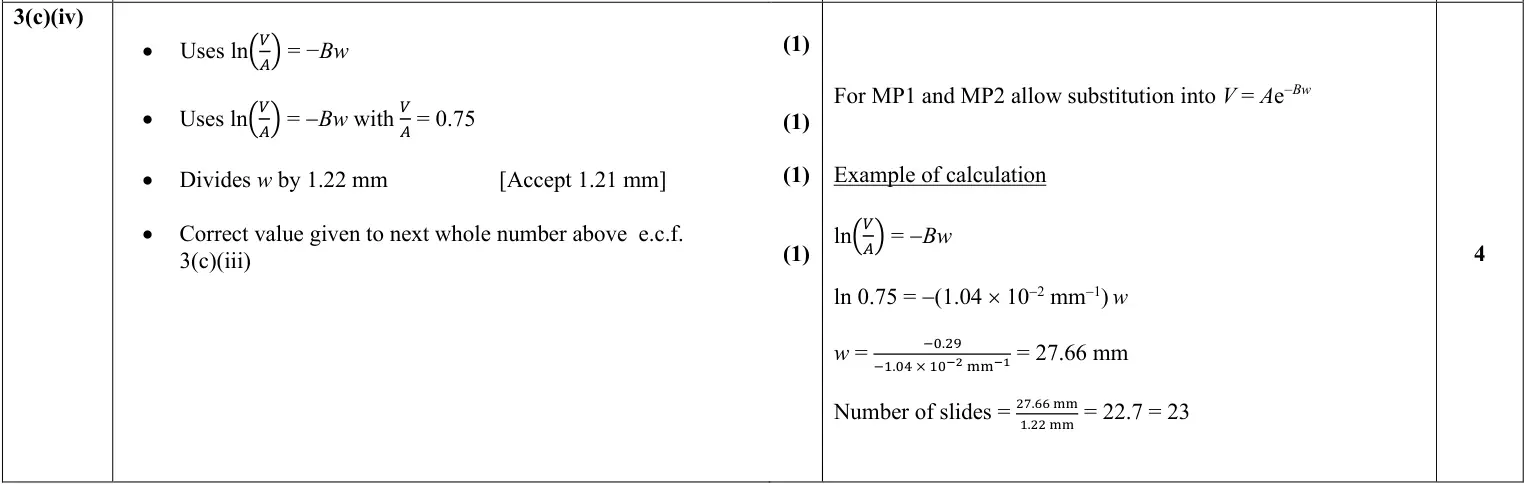 3(c)(iv)
• Uses ln(V/A) = −Bw (1)
• Uses ln(V/A) = –Bw with V/A = 0.75 (1)
• Divides w by 1.22 mm [Accept 1.21 mm] (1)
• Correct value given to next whole number above e.c.f.
3(c)(iii) (1)
For MP1 and MP2 allow substitution into V = Ae^–Bw
Example of calculation
ln(V/A) = –Bw
ln 0.75 = –(1.04 × 10^–2 mm^–1) w
w = −0.29/−1.04 × 10^−2 mm^−1 = 27.66 mm
Number of slides = 27.66 mm/1.22 mm = 22.7 = 23
4